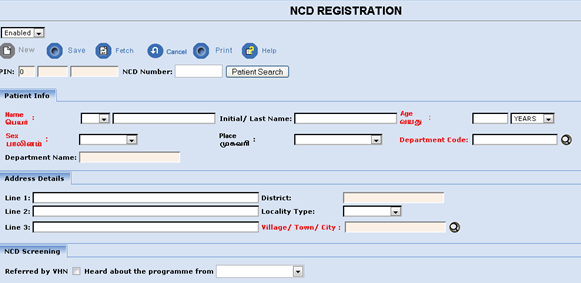 NCD REGISTRATION
Enabled
New Save Fetch Cancel Print Help
PIN: 0 NCD Number: Patient Search
Patient Info
Name : Initial/ Last Name: Age : YEARS
பெயர் வயது
Sex : Place : Department Code:
பாலினம் முகவரி
Department Name:
Address Details
Line 1: District:
Line 2: Locality Type:
Line 3: Village/ Town/ City :
NCD Screening
Referred by VHN Heard about the programme from